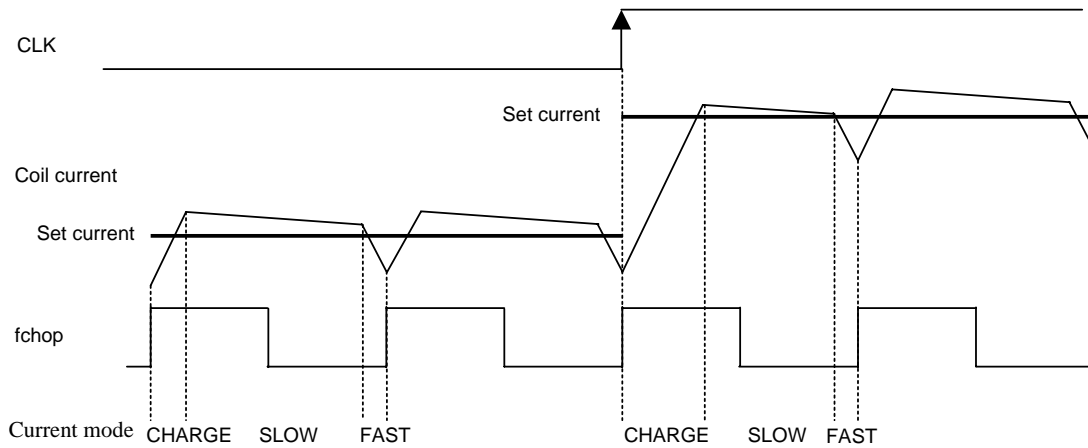 CLK
Set current
Coil current
Set current
fchop
Current mode CHARGE SLOW FAST CHARGE SLOW FAST